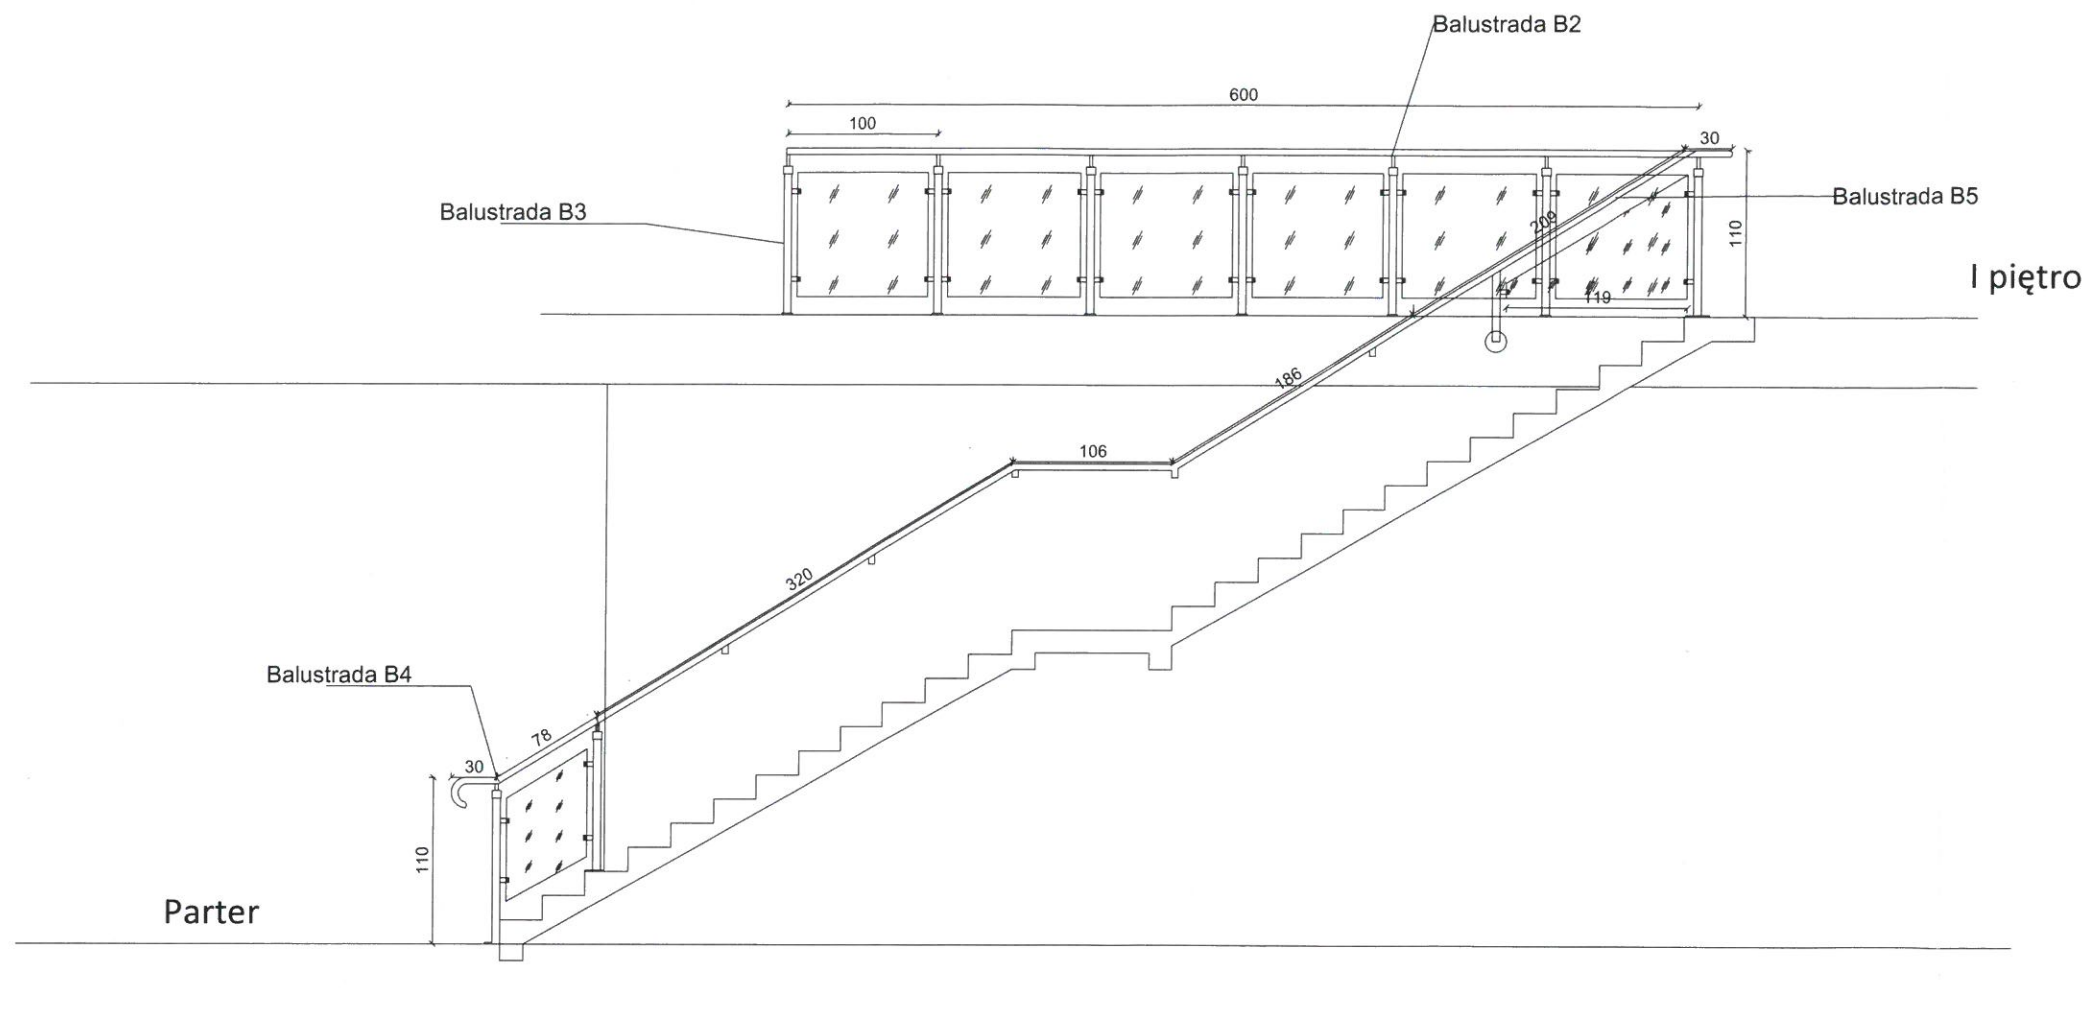 Balustrada B2
600
100
30
Balustrada B3
Balustrada B5
209
110
I piętro
119
186
106
320
Balustrada B4
78
30
110
Parter